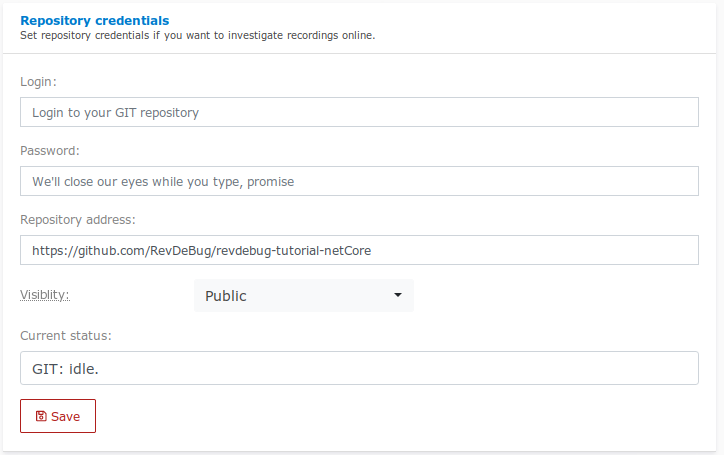 Repository credentials
Set repository credentials if you want to investigate recordings online.
Login:
Login to your GIT repository
Password:
We'll close our eyes while you type, promise
Repository address:
https://github.com/RevDeBug/revdebug-tutorial-netCore
Visiblity:
Public
Current status:
GIT: idle.
Save